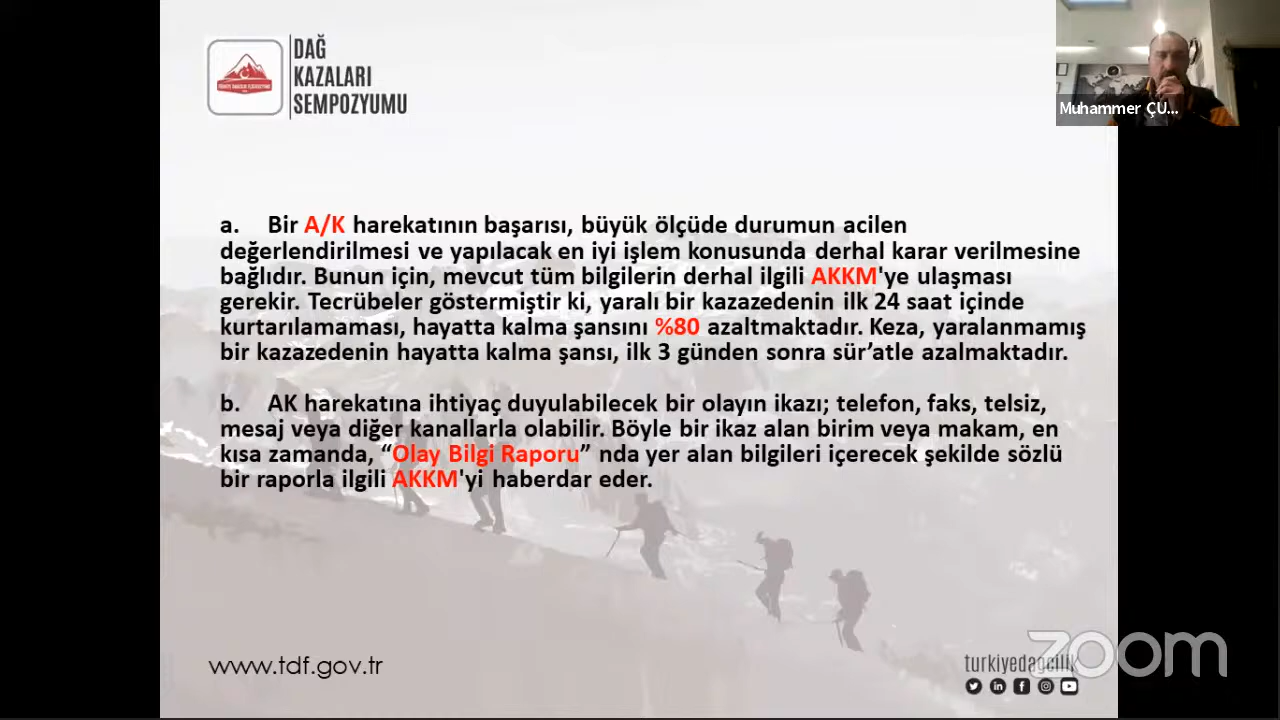 DAĞ
KAZALARI
SEMPOZYUMU
Muhammer ÇU...
a. Bir A/K harekatının başarısı, büyük ölçüde durumun acilen
değerlendirilmesi ve yapılacak en iyi işlem konusunda derhal karar verilmesine
bağlıdır. Bunun için, mevcut tüm bilgilerin derhal ilgili AKKM'ye ulaşması
gerekir. Tecrübeler göstermiştir ki, yaralı bir kazazedenin ilk 24 saat içinde
kurtarılamaması, hayatta kalma şansını %80 azaltmaktadır. Keza, yaralanmamış
bir kazazedenin hayatta kalma şansı, ilk 3 günden sonra sür’atle azalmaktadır.
b. AK harekatına ihtiyaç duyulabilecek bir olayın ikazı; telefon, faks, telsiz,
mesaj veya diğer kanallarla olabilir. Böyle bir ikaz alan birim veya makam, en
kısa zamanda, “Olay Bilgi Raporu” nda yer alan bilgileri içerecek şekilde sözlü
bir raporla ilgili AKKM'yi haberdar eder.
www.tdf.gov.tr
turkiyedagcilik
zoom